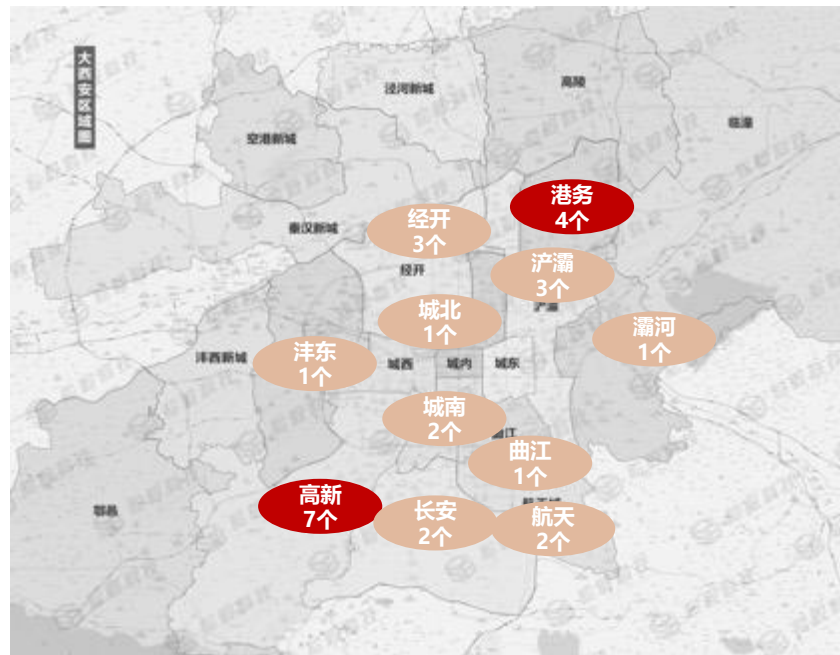 大西安区域图
泾河新城
高陵
临潼
空港新城
港务
4个
秦汉新城
经开
3个
浐灞
3个
经开
浐灞
城北
1个
灞河
1个
沣西新城
沣东
1个
城西
城内
城东
城南
2个
曲江
曲江
1个
高新
7个
鄠邑
长安
2个
航天
2个